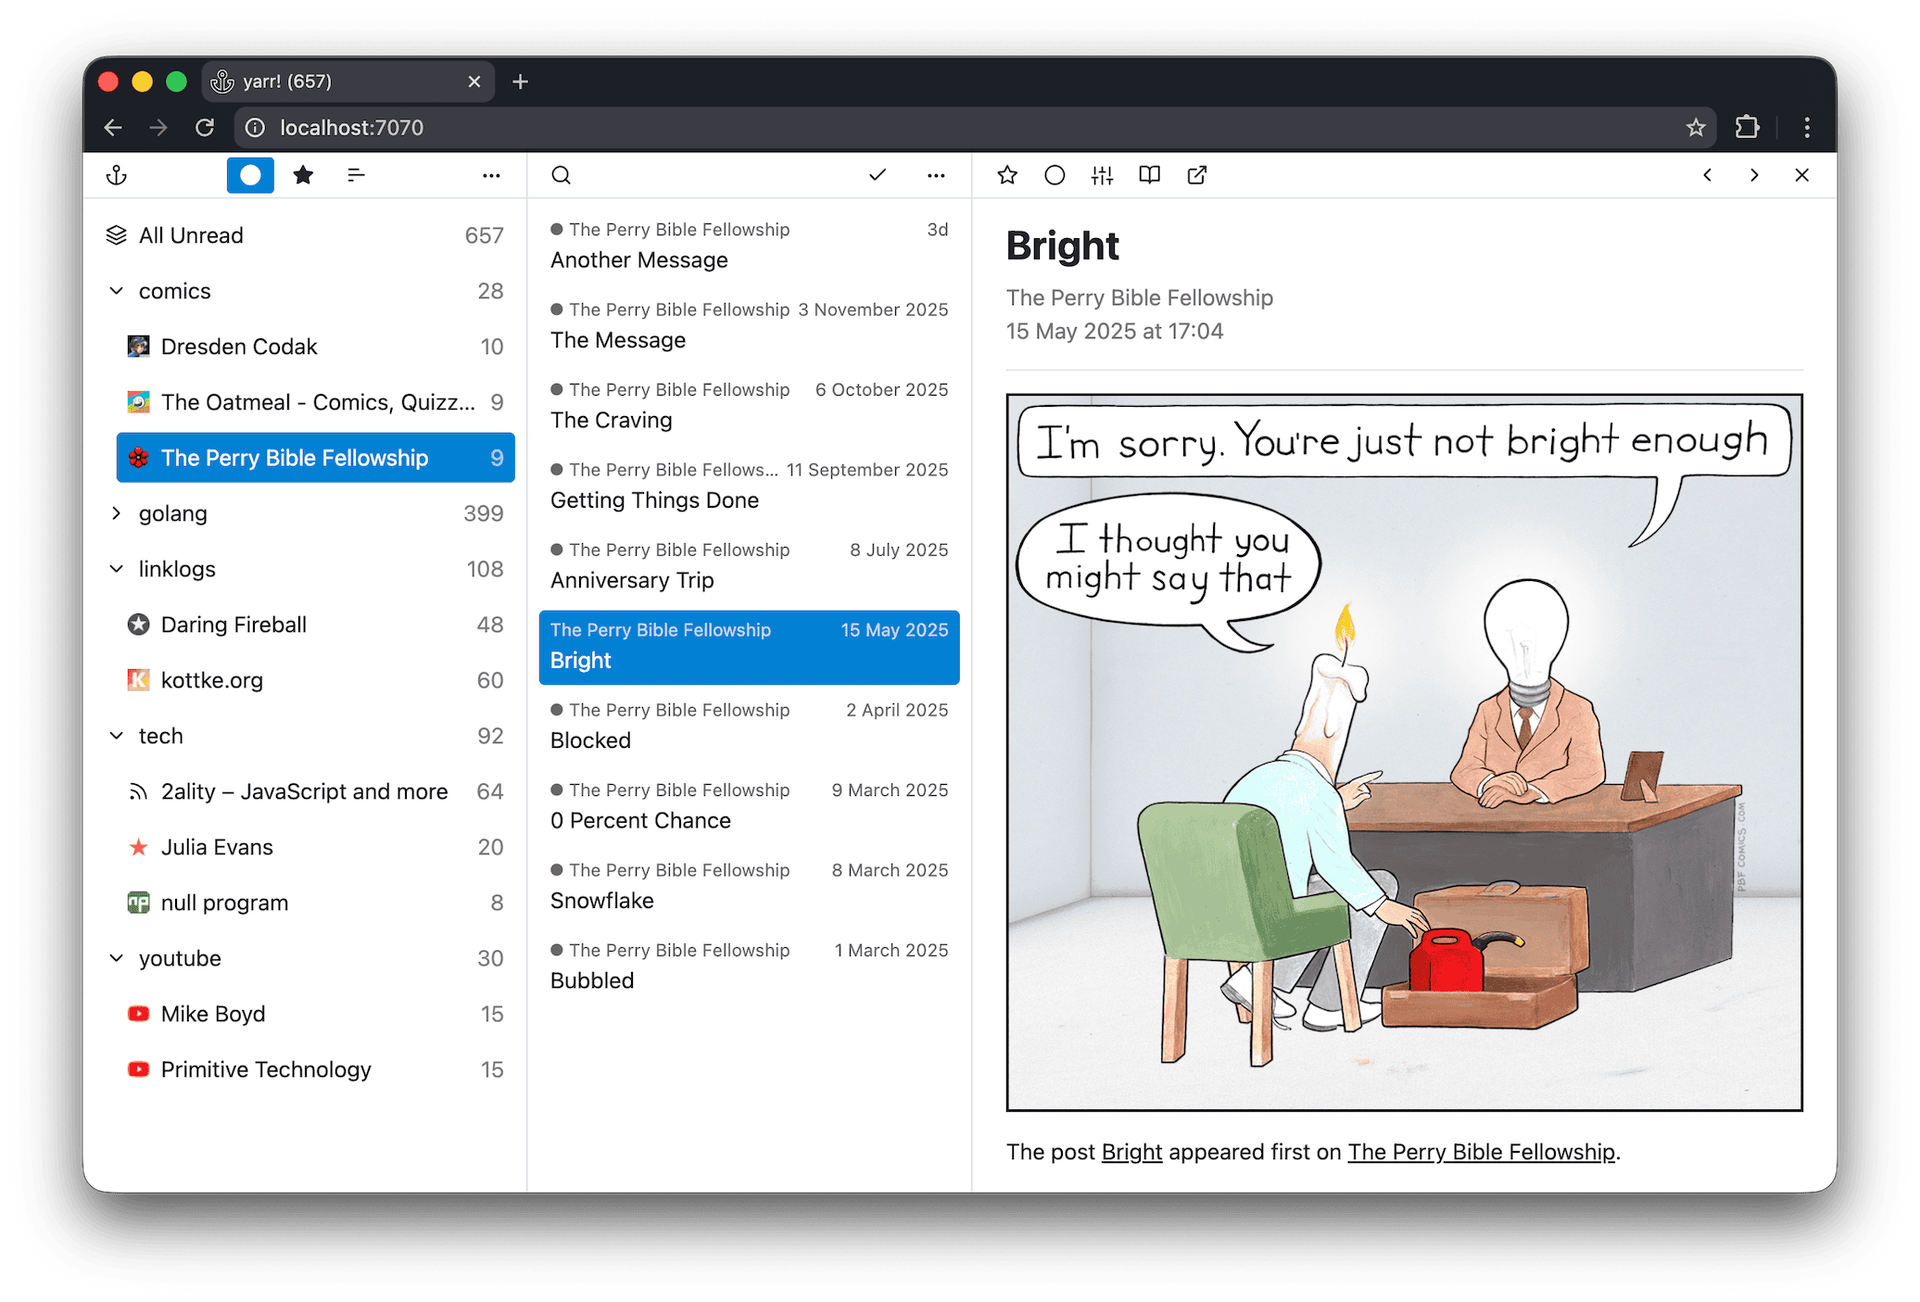 yarr! (657)
localhost:7070
All Unread 657
comics 28
Dresden Codak 10
The Oatmeal - Comics, Quizz... 9
The Perry Bible Fellowship 9
golang 399
linklogs 108
Daring Fireball 48
kottke.org 60
tech 92
2ality – JavaScript and more 64
Julia Evans 20
null program 8
youtube 30
Mike Boyd 15
Primitive Technology 15
The Perry Bible Fellowship 3d
Another Message
The Perry Bible Fellowship 3 November 2025
The Message
The Perry Bible Fellowship 6 October 2025
The Craving
The Perry Bible Fellows... 11 September 2025
Getting Things Done
The Perry Bible Fellowship 8 July 2025
Anniversary Trip
The Perry Bible Fellowship 15 May 2025
Bright
The Perry Bible Fellowship 2 April 2025
Blocked
The Perry Bible Fellowship 9 March 2025
0 Percent Chance
The Perry Bible Fellowship 8 March 2025
Snowflake
The Perry Bible Fellowship 1 March 2025
Bubbled
Bright
The Perry Bible Fellowship
15 May 2025 at 17:04
I'm sorry. You're just not bright enough
I thought you
might say that
PBF COMICS.COM
The post Bright appeared first on The Perry Bible Fellowship.